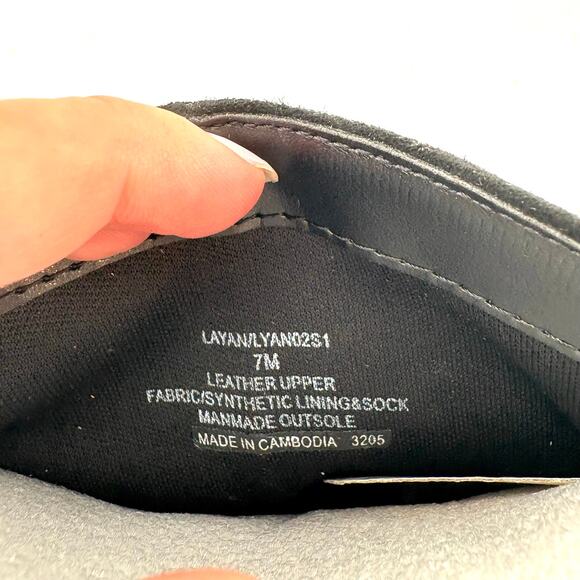 LAYAN/LYAN02S1
7M
LEATHER UPPER
FABRIC/SYNTHETIC LINING&SOCK
MANMADE OUTSOLE
MADE IN CAMBODIA 3205